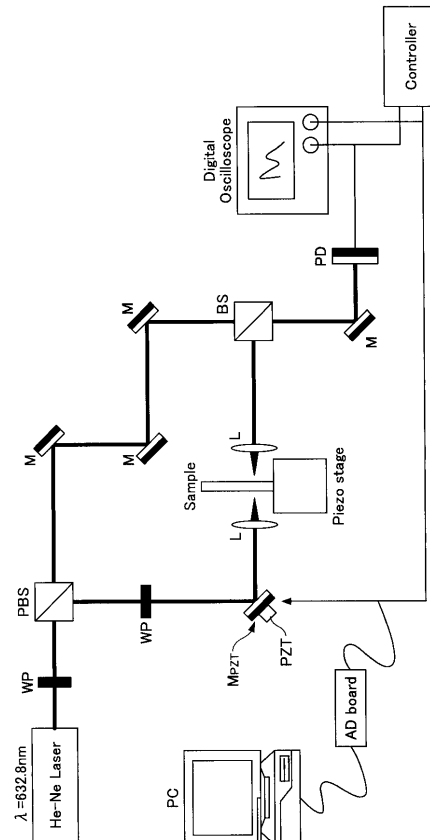 λ=632.8nm
He-Ne Laser
WP
PBS
WP
M
M
M
MPZT
PZT
L
Sample
L
Piezo stage
BS
M
PD
Digital
Oscilloscope
Controller
AD board
PC